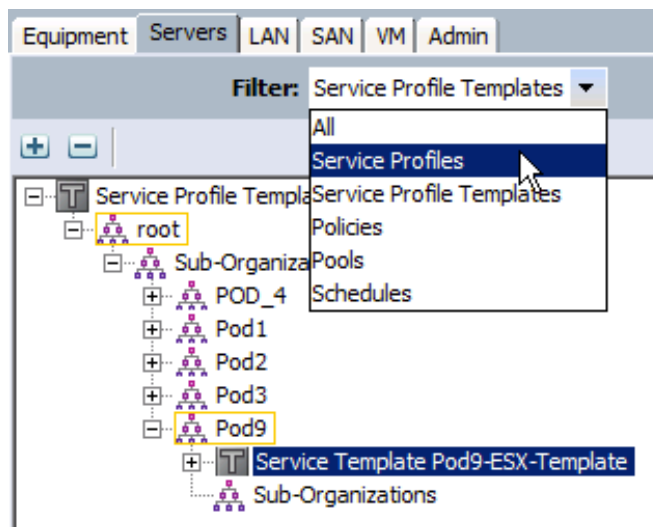 Equipment Servers LAN SAN VM Admin
Filter: Service Profile Templates
All
Service Profiles
Service Profile Templates
Policies
Pools
Schedules
Service Profile Templa
root
Sub-Organiza
POD_4
Pod1
Pod2
Pod3
Pod9
Service Template Pod9-ESX-Template
Sub-Organizations